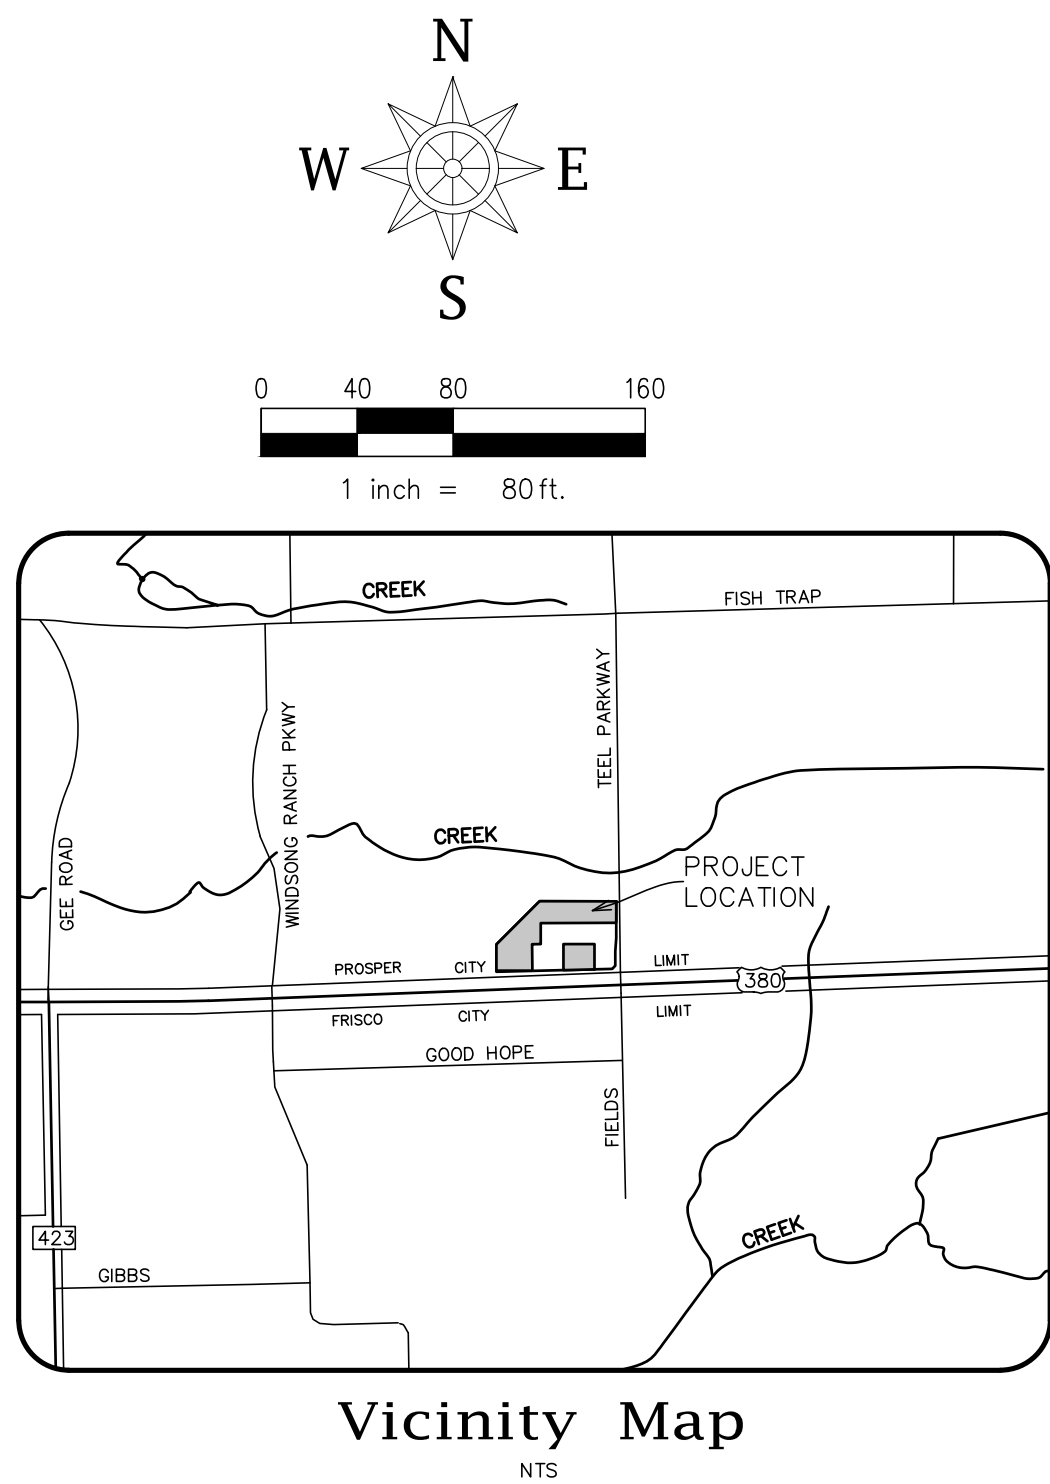 N
W E
S
0 40 80 160
1 inch = 80 ft.
CREEK
FISH TRAP
TEEL PARKWAY
WINDSONG RANCH PKWY
CREEK
GEE ROAD
PROJECT
LOCATION
PROSPER CITY LIMIT
380
FRISCO CITY LIMIT
GOOD HOPE
FIELDS
423
CREEK
GIBBS
Vicinity Map
NTS